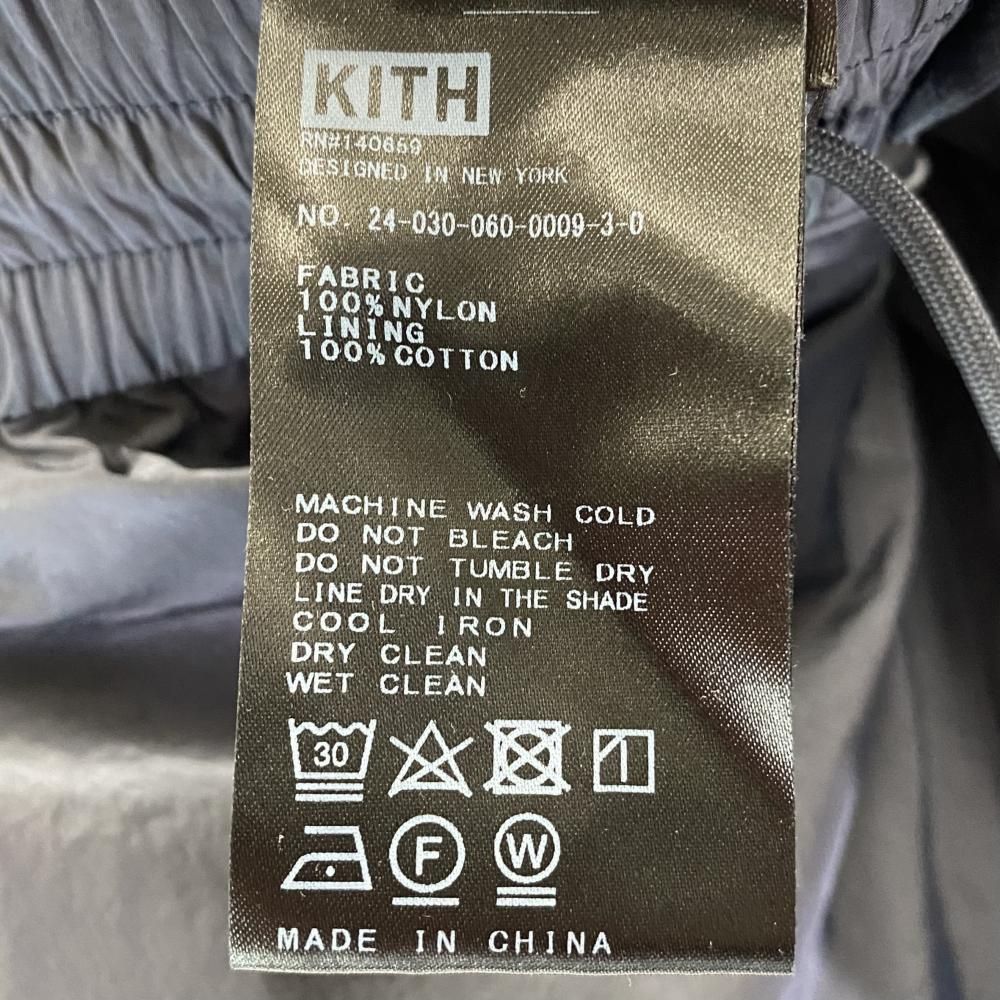 KITH
RN#140659
DESIGNED IN NEW YORK
NO. 24-030-060-0009-3-0
FABRIC
100%NYLON
LINING
100%COTTON
MACHINE WASH COLD
DO NOT BLEACH
DO NOT TUMBLE DRY
LINE DRY IN THE SHADE
COOL IRON
DRY CLEAN
WET CLEAN
30
F W
MADE IN CHINA